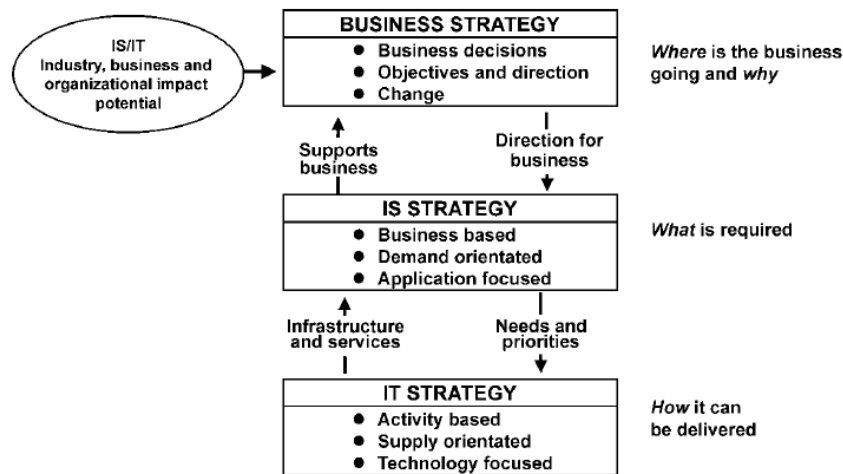 IS/IT
Industry, business and
organizational impact
potential
BUSINESS STRATEGY
● Business decisions
● Objectives and direction
● Change
Where is the business
going and why
Supports
business
Direction for
business
IS STRATEGY
● Business based
● Demand orientated
● Application focused
What is required
Infrastructure
and services
Needs and
priorities
IT STRATEGY
● Activity based
● Supply orientated
● Technology focused
How it can
be delivered